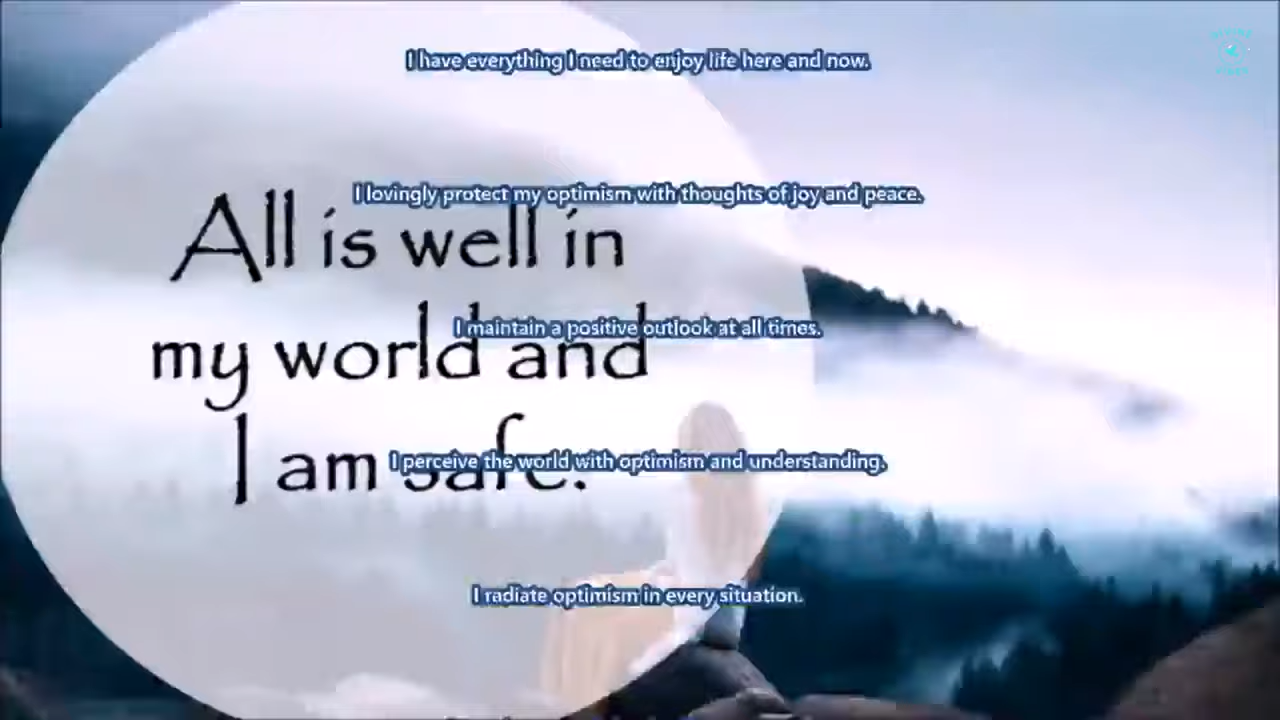 I have everything I need to enjoy life here and now.
I lovingly protect my optimism with thoughts of joy and peace.
All is well in
I maintain a positive outlook at all times.
my world and
I perceive the world with optimism and understanding.
I am safe.
I radiate optimism in every situation.